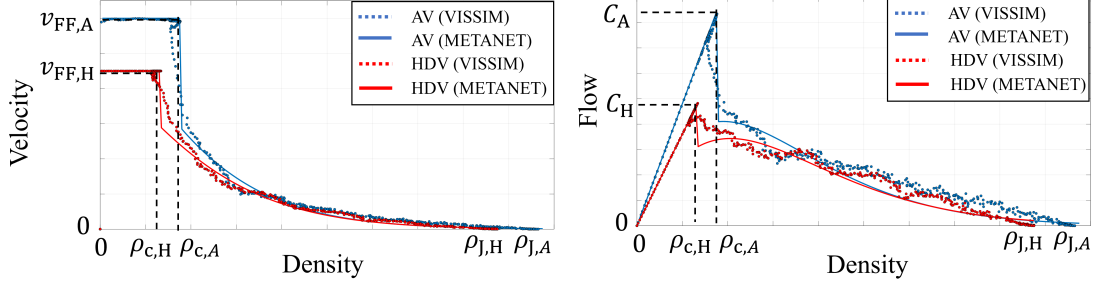 v_FF,A
v_FF,H
Velocity
0
0
ρ_c,H ρ_c,A
ρ_J,H ρ_J,A
Density
AV (VISSIM)
AV (METANET)
HDV (VISSIM)
HDV (METANET)
C_A
C_H
Flow
0
0
ρ_c,H ρ_c,A
ρ_J,H ρ_J,A
Density
AV (VISSIM)
AV (METANET)
HDV (VISSIM)
HDV (METANET)